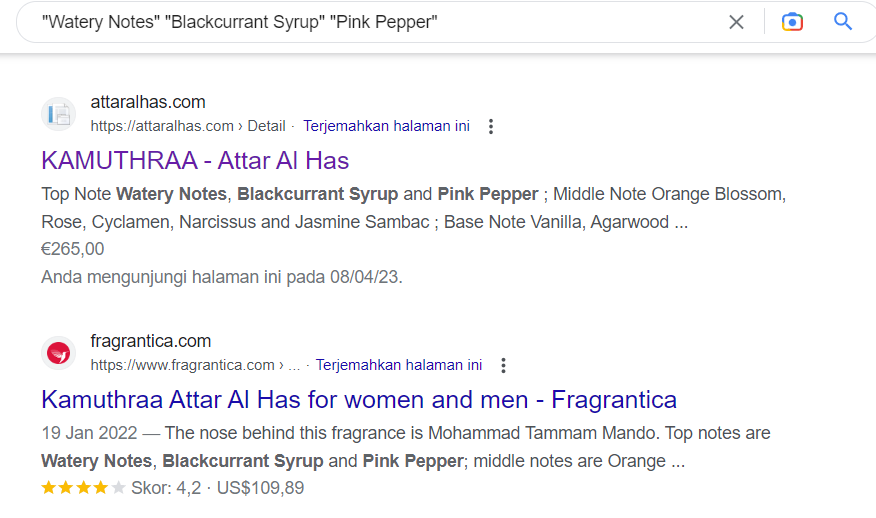 "Watery Notes" "Blackcurrant Syrup" "Pink Pepper"
attaralhas.com
https://attaralhas.com › Detail · Terjemahkan halaman ini
KAMUTHRAA - Attar Al Has
Top Note Watery Notes, Blackcurrant Syrup and Pink Pepper ; Middle Note Orange Blossom,
Rose, Cyclamen, Narcissus and Jasmine Sambac ; Base Note Vanilla, Agarwood ...
€265,00
Anda mengunjungi halaman ini pada 08/04/23.
fragrantica.com
https://www.fragrantica.com › ... · Terjemahkan halaman ini
Kamuthraa Attar Al Has for women and men - Fragrantica
19 Jan 2022 — The nose behind this fragrance is Mohammad Tammam Mando. Top notes are
Watery Notes, Blackcurrant Syrup and Pink Pepper; middle notes are Orange ...
Skor: 4,2 · US$109,89